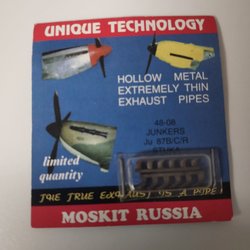 UNIQUE TECHNOLOGY
HOLLOW METAL
EXTREMELY THIN
EXHAUST PIPES
48-08
JUNKERS
Ju 87B/C/R
STUKA
limited
quantity
THE TRUE EXHAUST IS A PIPE!
MOSKIT RUSSIA